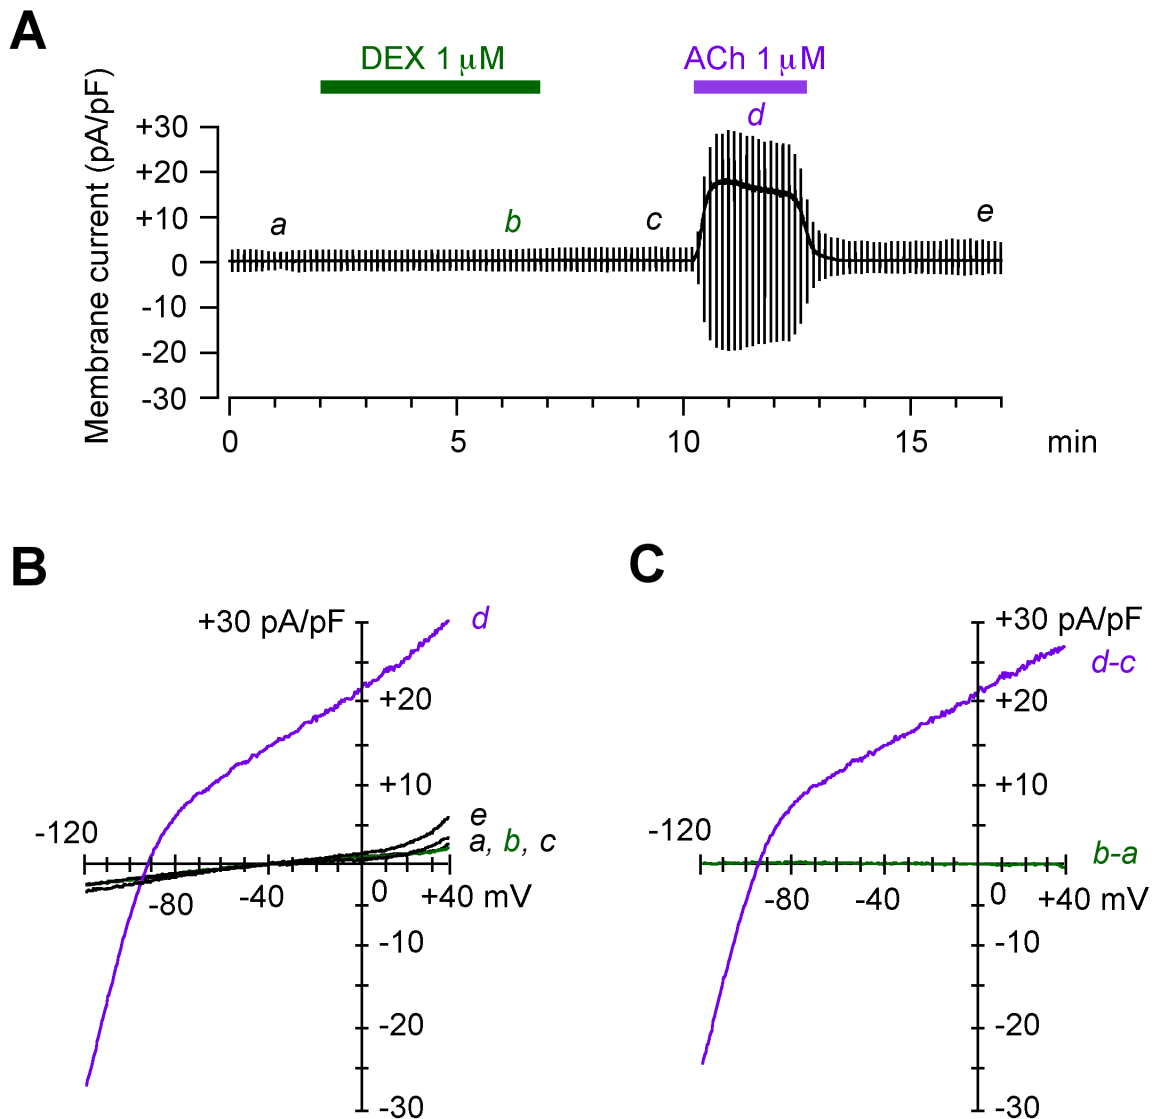 A
DEX 1 μM
ACh 1 μM
Membrane current (pA/pF)
+30
+20
+10
0
-10
-20
-30
a
b
c
d
e
0
5
10
15
min
B
+30 pA/pF
d
+20
+10
e
a, b, c
-120
-80
-40
0
+40 mV
-10
-20
-30
C
+30 pA/pF
d-c
+20
+10
-120
b-a
-80
-40
0
+40 mV
-10
-20
-30